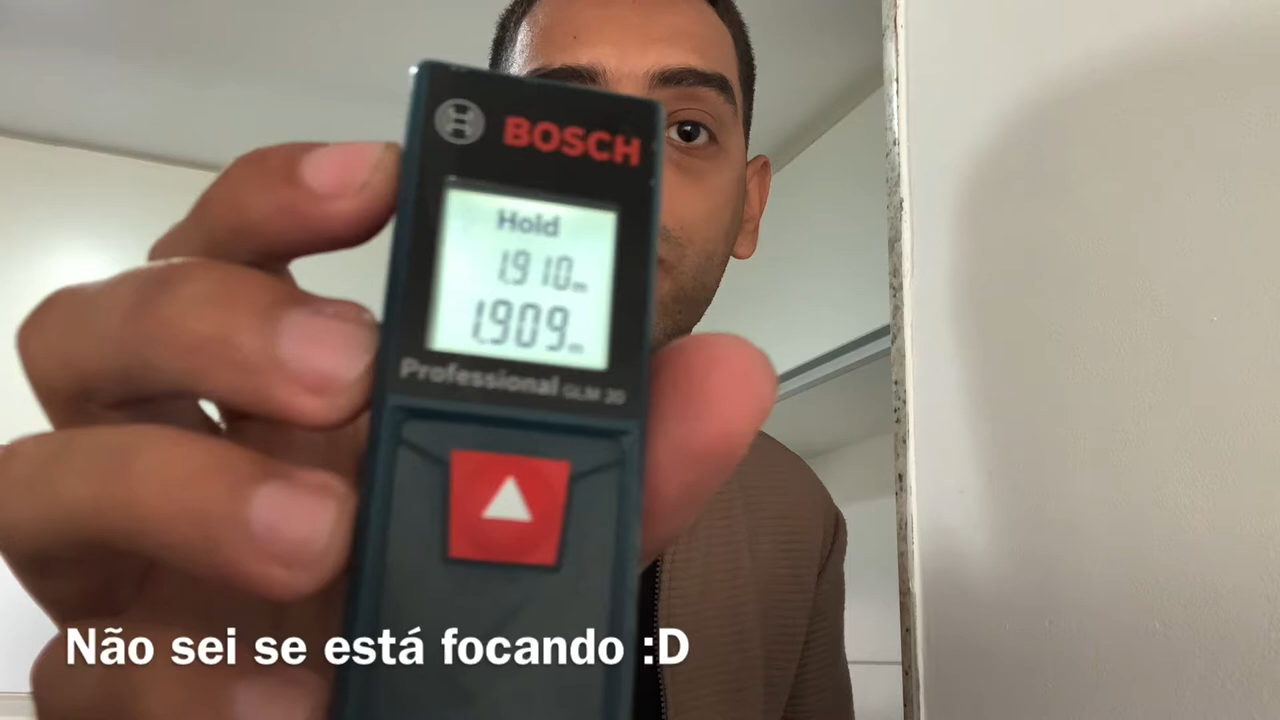 BOSCH
Hold
1.910m
1.909m
Professional GLM 20
Não sei se está focando :D